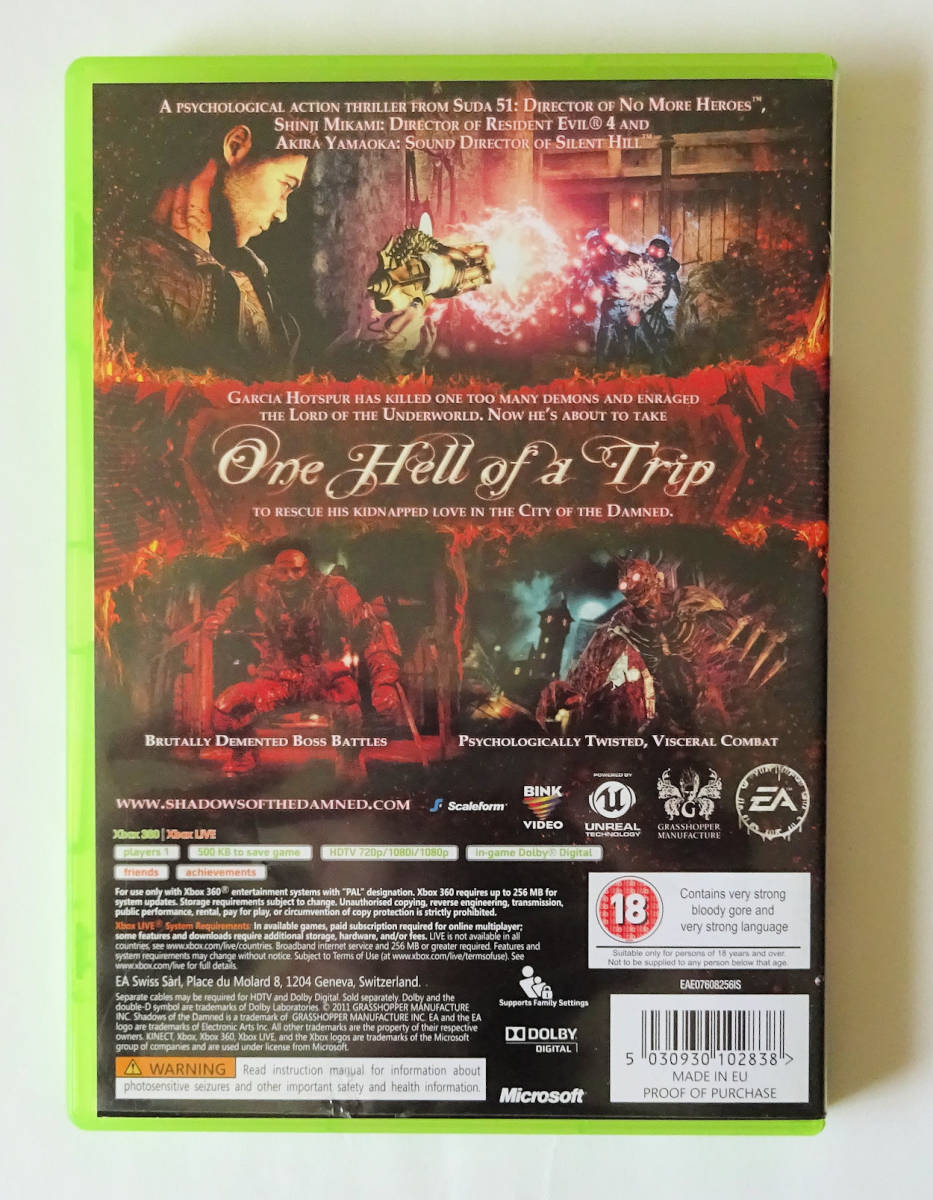 A PSYCHOLOGICAL ACTION THRILLER FROM SUDA 51: DIRECTOR OF NO MORE HEROES™,
SHINJI MIKAMI: DIRECTOR OF RESIDENT EVIL® 4 AND
AKIRA YAMAOKA: SOUND DIRECTOR OF SILENT HILL™
GARCIA HOTSPUR HAS KILLED ONE TOO MANY DEMONS AND ENRAGED
THE LORD OF THE UNDERWORLD. NOW HE'S ABOUT TO TAKE
One Hell of a Trip
TO RESCUE HIS KIDNAPPED LOVE IN THE CITY OF THE DAMNED.
BRUTALLY DEMENTED BOSS BATTLES
PSYCHOLOGICALLY TWISTED, VISCERAL COMBAT
WWW.SHADOWSOFTHEDAMNED.COM
Scaleform
BINK
VIDEO
POWERED BY
UNREAL
TECHNOLOGY
G
GRASSHOPPER
MANUFACTURE
EA
Xbox 360 | Xbox LIVE
players 1
500 KB to save game
HDTV 720p/1080i/1080p
in-game Dolby® Digital
friends
achievements
For use only with Xbox 360® entertainment systems with "PAL" designation. Xbox 360 requires up to 256 MB for
system updates. Storage requirements subject to change. Unauthorised copying, reverse engineering, transmission,
public performance, rental, pay for play, or circumvention of copy protection is strictly prohibited.
Xbox LIVE® System Requirements: In available games, paid subscription required for online multiplayer;
some features and downloads require additional storage, hardware, and/or fees. LIVE is not available in all
countries, see www.xbox.com/live/countries. Broadband internet service and 256 MB or greater required. Features and
system requirements may change without notice. Subject to Terms of Use (at www.xbox.com/live/termsofuse). See
www.xbox.com/live for full details.
EA Swiss Sàrl, Place du Molard 8, 1204 Geneva, Switzerland.
Separate cables may be required for HDTV and Dolby Digital. Sold separately. Dolby and the
double-D symbol are trademarks of Dolby Laboratories. © 2011 GRASSHOPPER MANUFACTURE
INC. Shadows of the Damned is a trademark of GRASSHOPPER MANUFACTURE INC. EA and the EA
logo are trademarks of Electronic Arts Inc. All other trademarks are the property of their respective
owners. KINECT, Xbox, Xbox 360, Xbox LIVE, and the Xbox logos are trademarks of the Microsoft
group of companies and are used under license from Microsoft.
WARNING
Read instruction manual for information about
photosensitive seizures and other important safety and health information.
Supports Family Settings
DOLBY
DIGITAL
Microsoft
18
Contains very strong
bloody gore and
very strong language
Suitable only for persons of 18 years and over.
Not to be supplied to any person below that age.
EAE07608256IS
5 030930 102838 >
MADE IN EU
PROOF OF PURCHASE